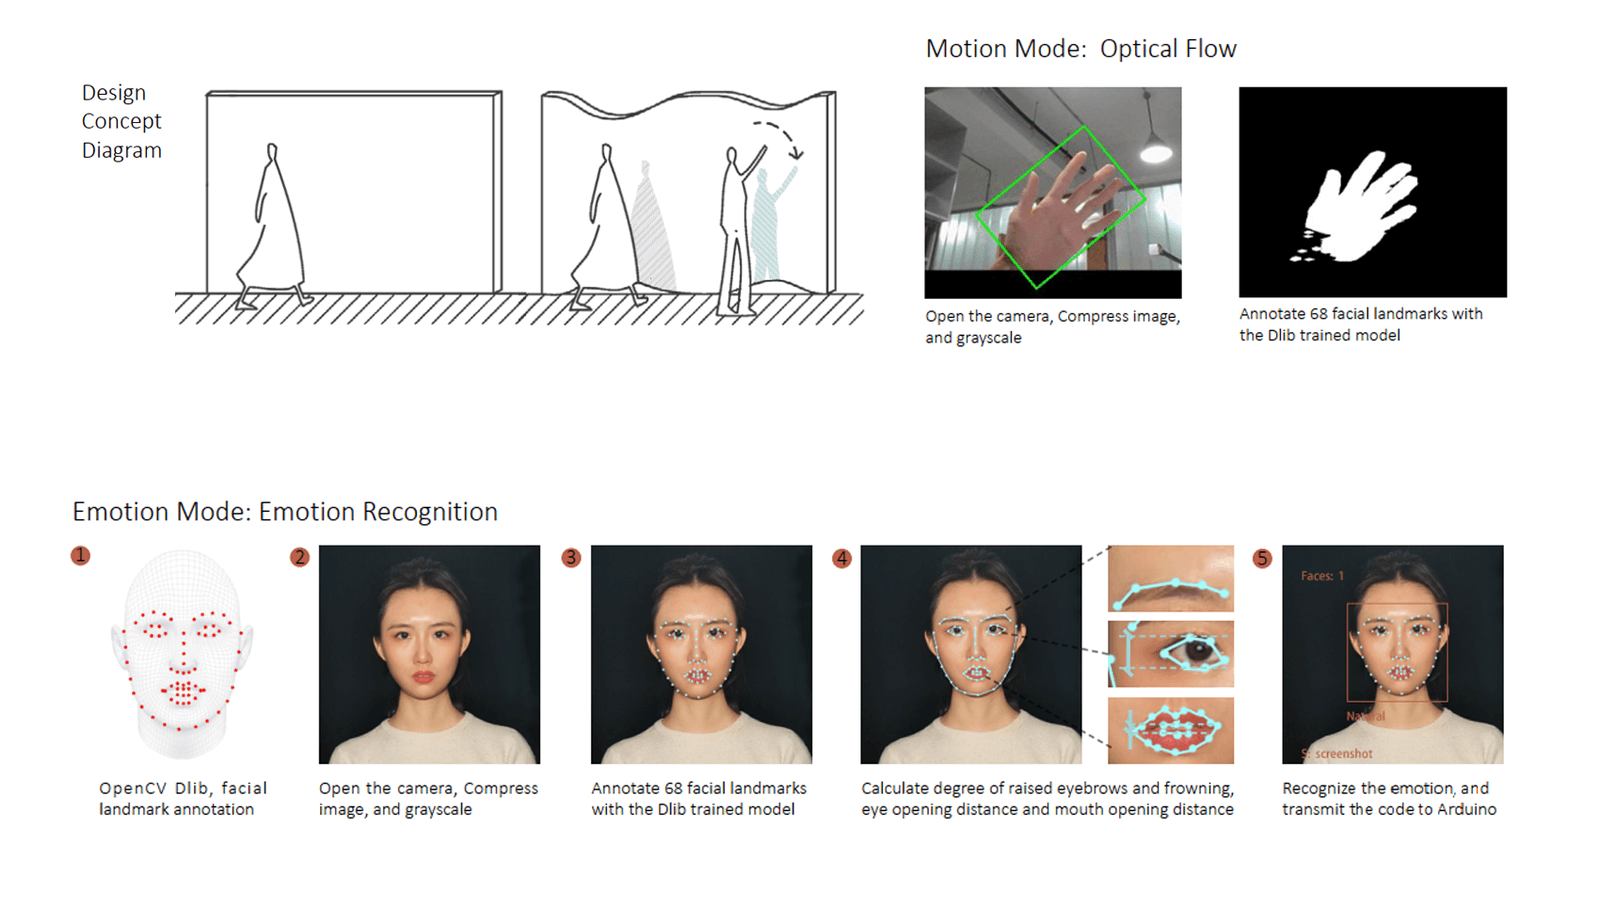 Design
Concept
Diagram
Motion Mode: Optical Flow
Open the camera, Compress image,
and grayscale
Annotate 68 facial landmarks with
the Dlib trained model
Emotion Mode: Emotion Recognition
1
OpenCV Dlib, facial
landmark annotation
2
Open the camera, Compress
image, and grayscale
3
Annotate 68 facial landmarks
with the Dlib trained model
4
Calculate degree of raised eyebrows and frowning,
eye opening distance and mouth opening distance
5
Faces: 1
Natural
S: screenshot
Recognize the emotion, and
transmit the code to Arduino